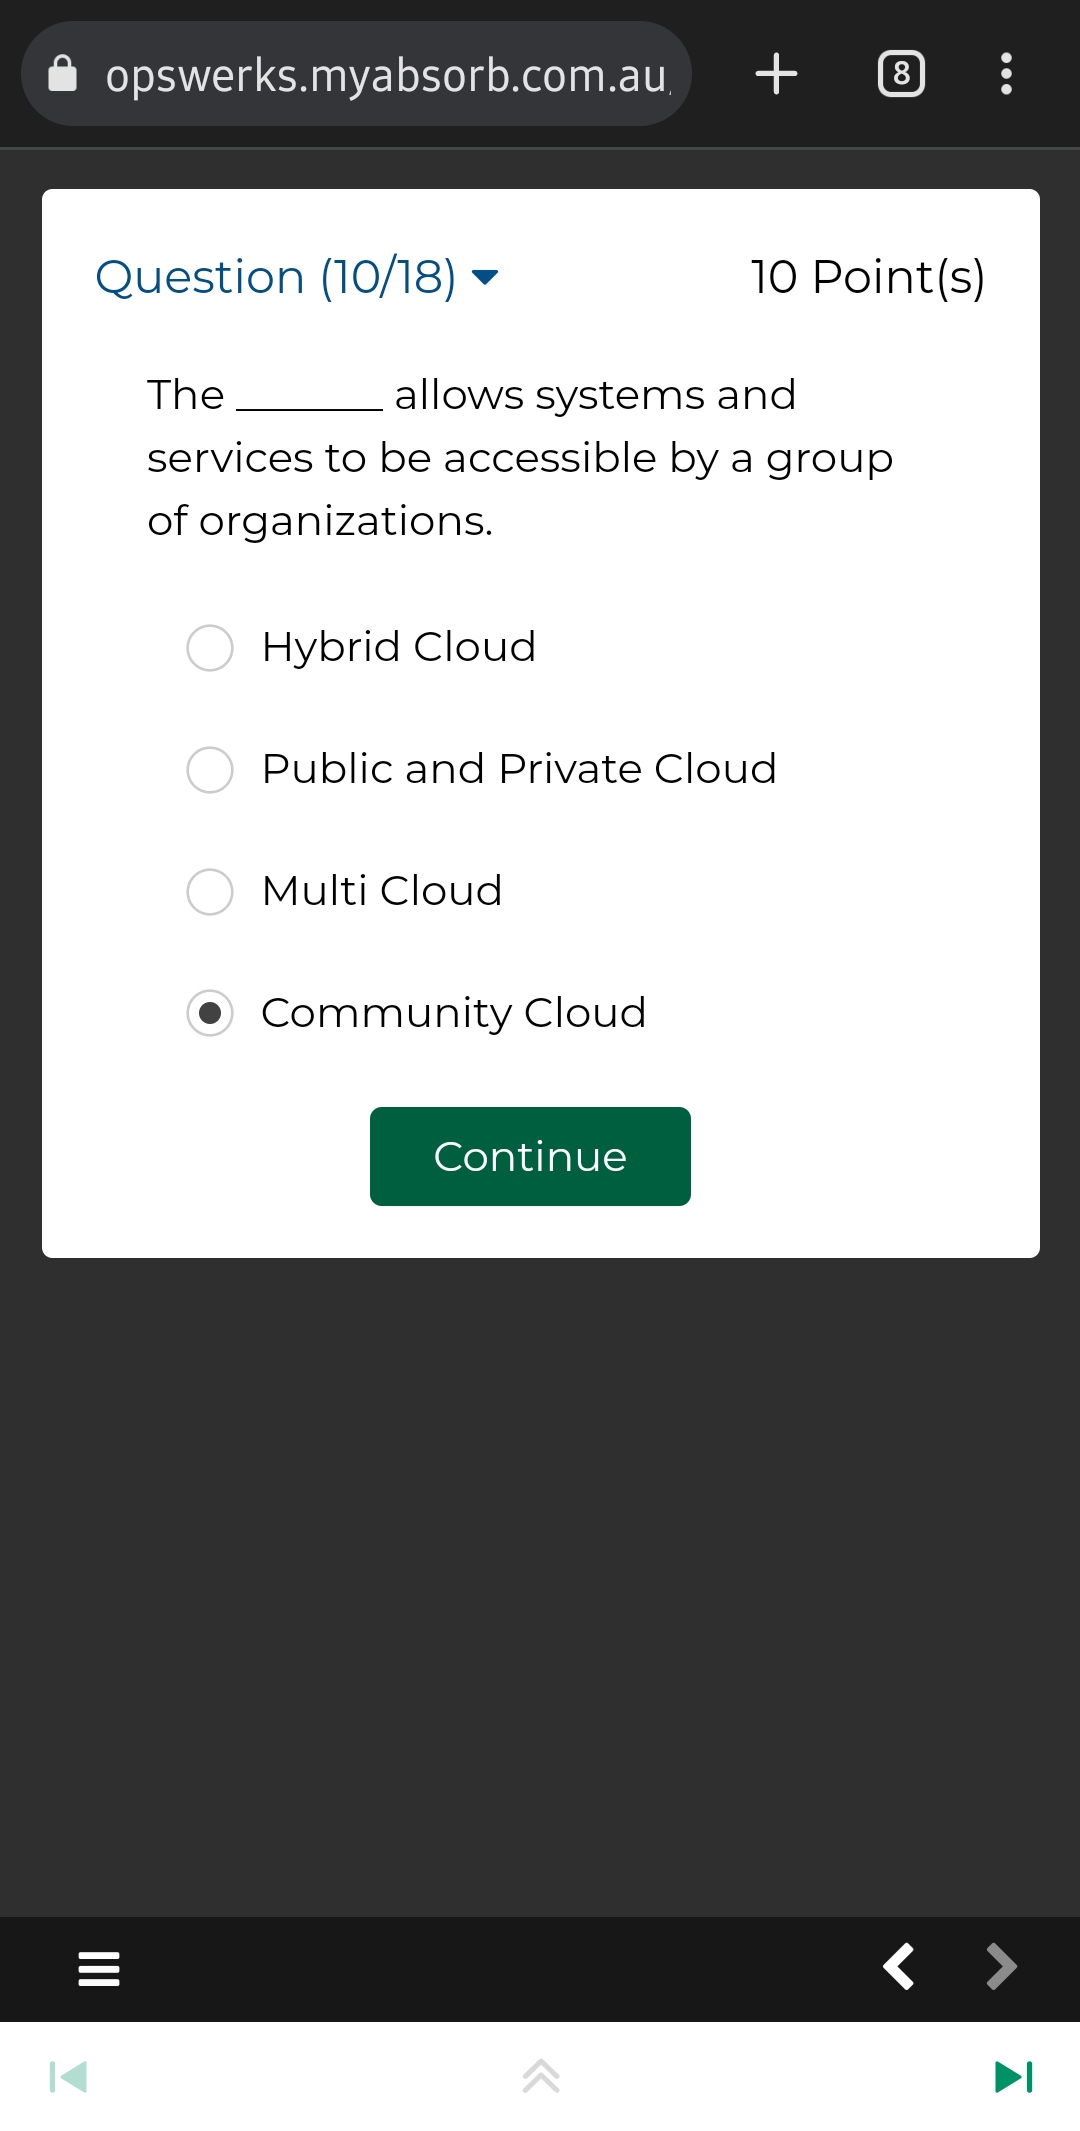 opswerks.myabsorb.com.au
8
Question (10/18)
10 Point(s)
The _______ allows systems and
services to be accessible by a group
of organizations.
Hybrid Cloud
Public and Private Cloud
Multi Cloud
Community Cloud
Continue